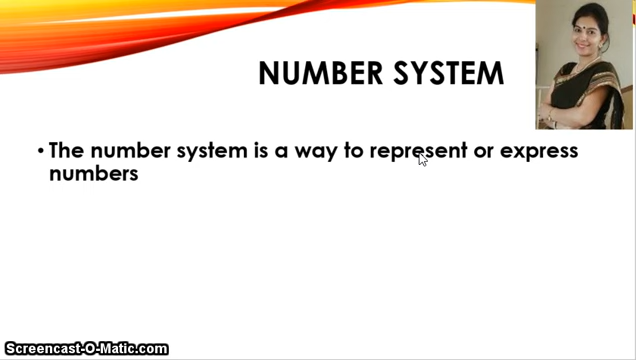 NUMBER SYSTEM
• The number system is a way to represent or express
numbers
Screencast-O-Matic.com